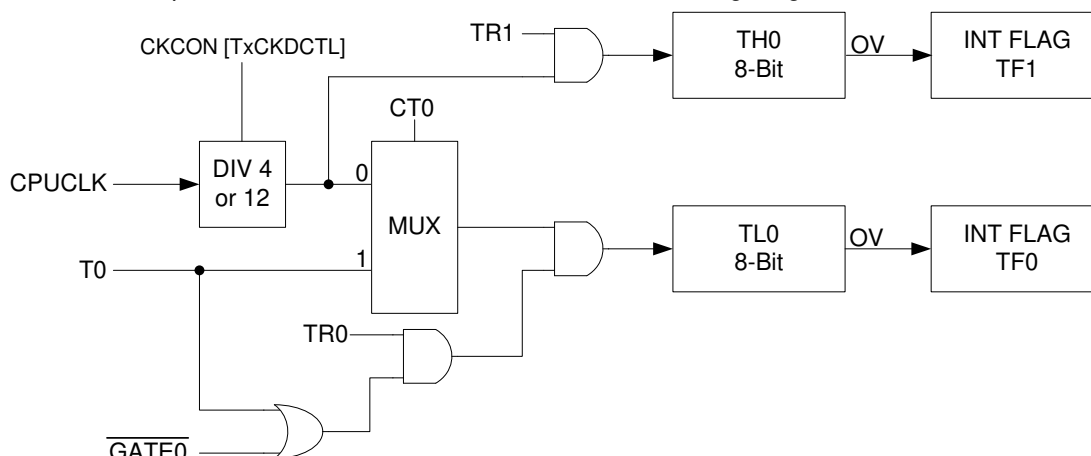 CKCON [TxCKDCTL]
TR1
TH0
8-Bit
OV
INT FLAG
TF1
CT0
CPUCLK
DIV 4
or 12
0
MUX
1
T0
TL0
8-Bit
OV
INT FLAG
TF0
TR0
GATE0